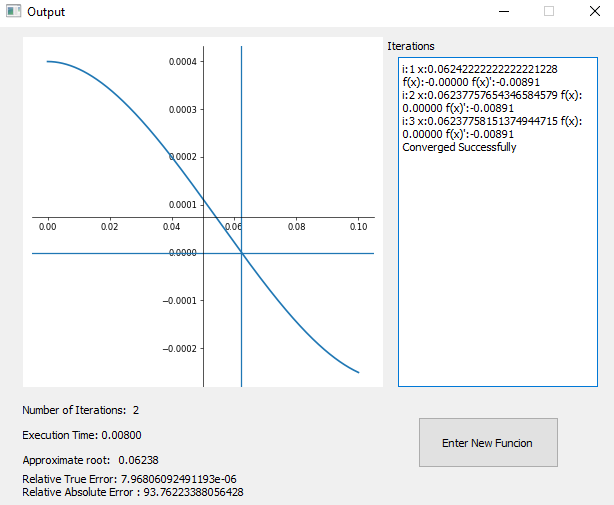 Output
Iterations
i:1 x:0.06242222222222221228
f(x):-0.00000 f(x)':-0.00891
i:2 x:0.06237757654346584579 f(x):
0.00000 f(x)':-0.00891
i:3 x:0.06237758151374944715 f(x):
0.00000 f(x)':-0.00891
Converged Successfully
0.0004
0.0003
0.0002
0.0001
0.00 0.02 0.04 0.06 0.08 0.10
0.0000
−0.0001
−0.0002
Number of Iterations: 2
Execution Time: 0.00800
Enter New Funcion
Approximate root: 0.06238
Relative True Error: 7.96806092491193e-06
Relative Absolute Error : 93.76223388056428